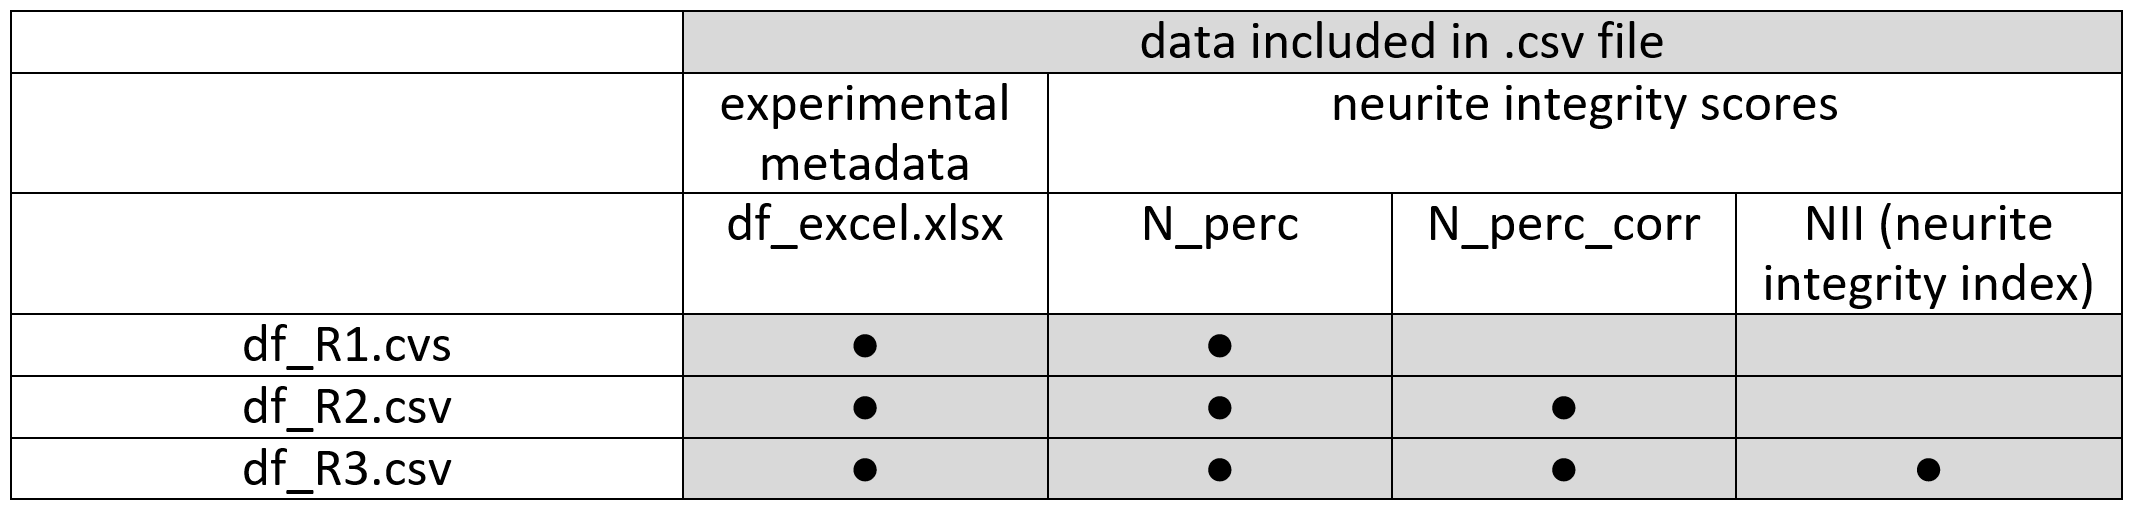 data included in .csv file
experimental
metadata
neurite integrity scores
df_excel.xlsx
N_perc
N_perc_corr
NII (neurite
integrity index)
df_R1.cvs
●
●
df_R2.csv
●
●
●
df_R3.csv
●
●
●
●